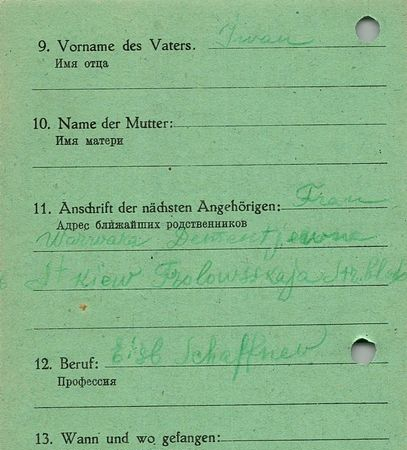 9. Vorname des Vaters. Iwan
Имя отца
10. Name der Mutter:
Имя матери
11. Anschrift der nächsten Angehörigen: Frau
Адрес ближайших родственников
Warwara Dementjewna
St Kiew Frolowsskaja Str.
12. Beruf: Eisb Schaffner
Профессия
13. Wann und wo gefangen: